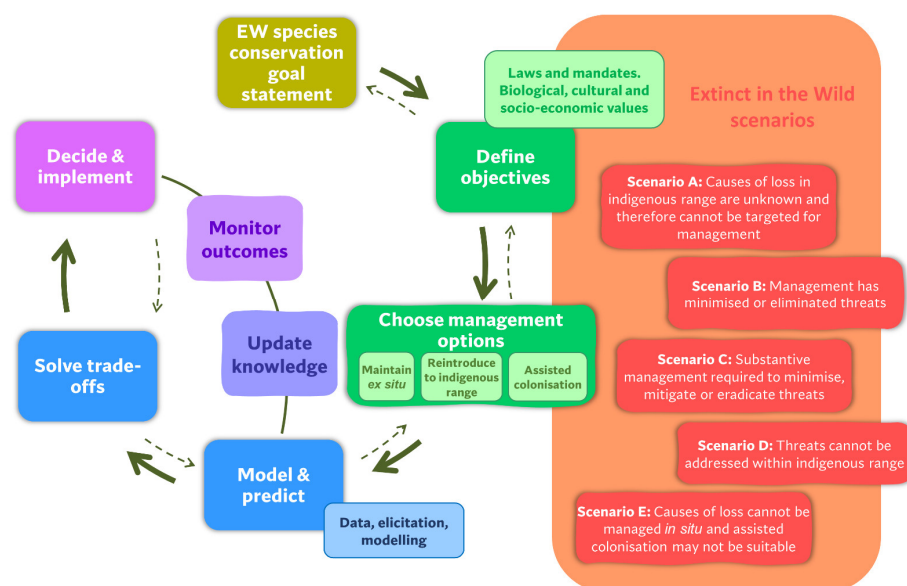 EW species
conservation
goal
statement
Laws and mandates.
Biological, cultural and
socio-economic values
Define
objectives
Decide &
implement
Monitor
outcomes
Update
knowledge
Solve trade-
offs
Choose management
options
Maintain
ex situ
Reintroduce
to indigenous
range
Assisted
colonisation
Model &
predict
Data, elicitation,
modelling
Extinct in the Wild
scenarios
Scenario A: Causes of loss in
indigenous range are unknown and
therefore cannot be targeted for
management
Scenario B: Management has
minimised or eliminated threats
Scenario C: Substantive
management required to minimise,
mitigate or eradicate threats
Scenario D: Threats cannot be
addressed within indigenous range
Scenario E: Causes of loss cannot be
managed in situ and assisted
colonisation may not be suitable